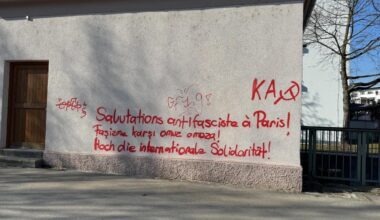 KA
Salutations antifasciste à Paris!
Faşizme karşı omuz omuza!
Hoch die internationale Solidarität!